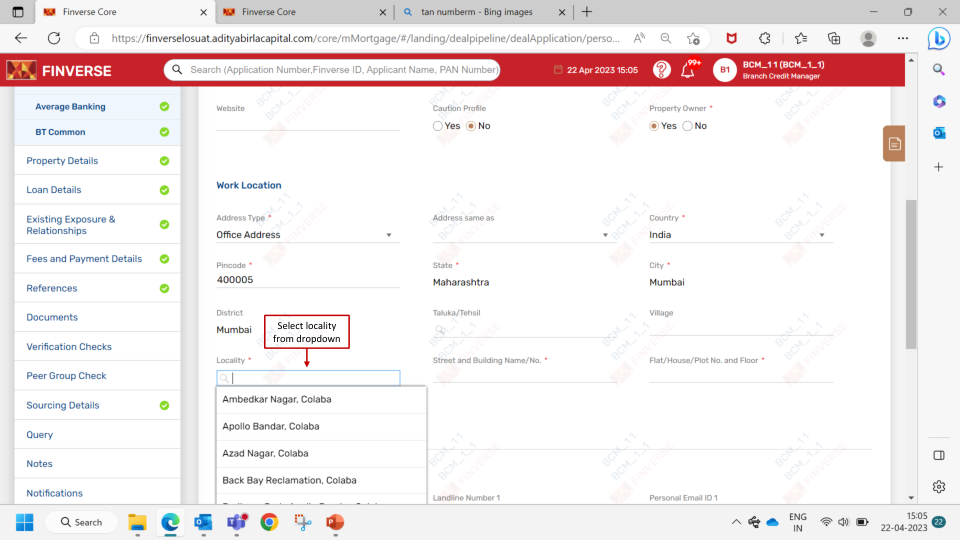 Finverse Core
Finverse Core
tan numberm - Bing images
https://finverselosuat.adityabirlacapital.com/core/mMortgage/#/landing/dealpipeline/dealApplication/perso...
FINVERSE
Search (Application Number,Finverse ID, Applicant Name, PAN Number)
22 Apr 2023 15:05
99+
B1
BCM_1 1 (BCM_1_1)
Branch Credit Manager
Average Banking
BT Common
Property Details
Loan Details
Existing Exposure &
Relationships
Fees and Payment Details
References
Documents
Verification Checks
Peer Group Check
Sourcing Details
Query
Notes
Notifications
Website
Caution Profile
Yes No
Property Owner *
Yes No
Work Location
Address Type *
Office Address
Address same as
Country *
India
Pincode *
400005
State *
Maharashtra
City *
Mumbai
District
Mumbai
Taluka/Tehsil
Village
Select locality
from dropdown
Locality *
Street and Building Name/No. *
Flat/House/Plot No. and Floor *
Ambedkar Nagar, Colaba
Apollo Bandar, Colaba
Azad Nagar, Colaba
Back Bay Reclamation, Colaba
Landline Number 1
Personal Email ID 1
Search
ENG
IN
15:05
22-04-2023
22